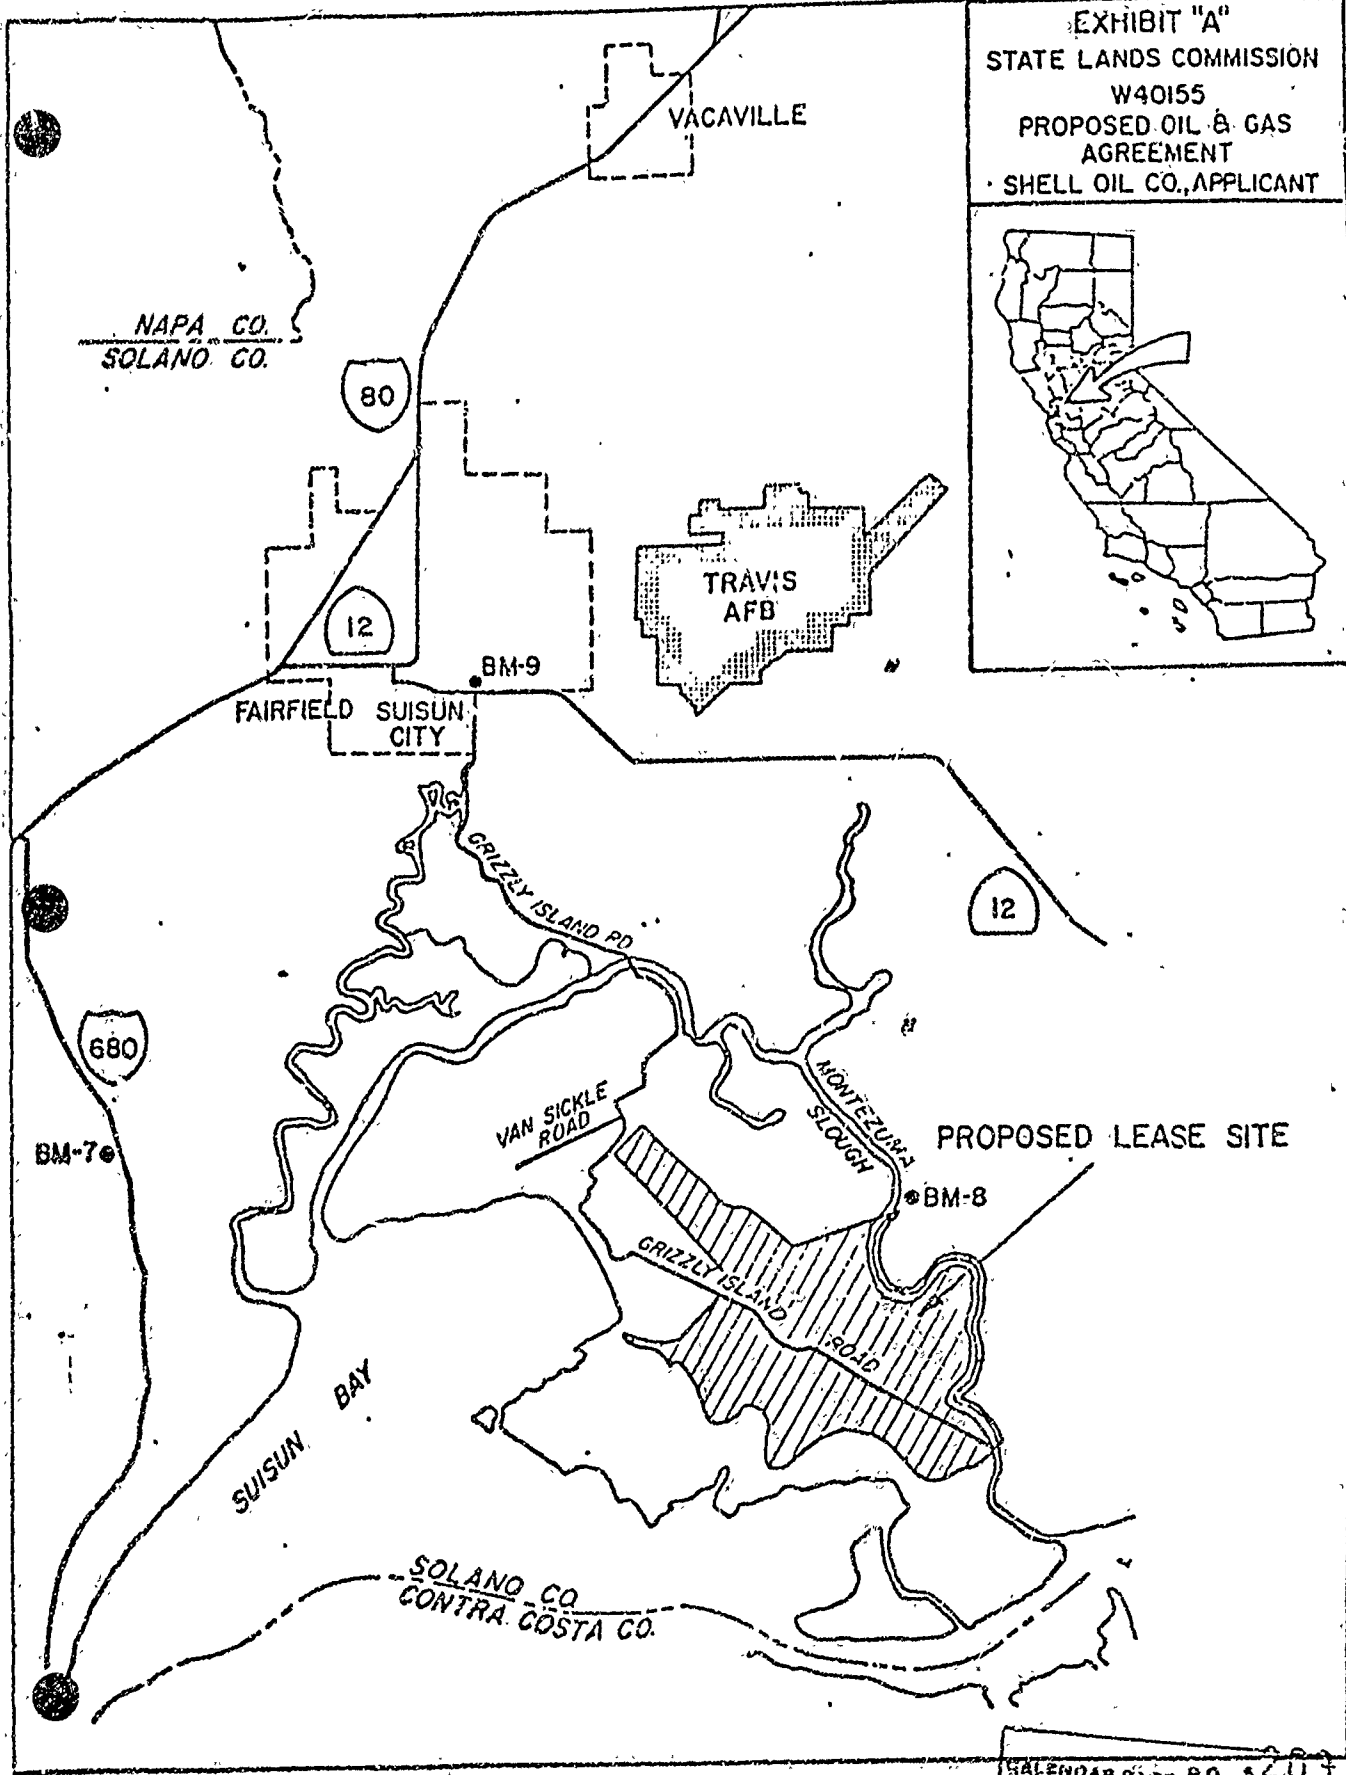 EXHIBIT "A"
STATE LANDS COMMISSION
W40155
PROPOSED OIL & GAS
AGREEMENT
SHELL OIL CO., APPLICANT
VACAVILLE
NAPA CO.
SOLANO CO.
80
TRAVIS
AFB
12
BM-9
FAIRFIELD
SUISUN
CITY
GRIZZLY ISLAND RD
12
680
MONTEZUMA
SLOUGH
VAN SICKLE
ROAD
PROPOSED LEASE SITE
BM-7
BM-8
GRIZZLY ISLAND
ROAD
SUISUN BAY
SOLANO CO
CONTRA COSTA CO.